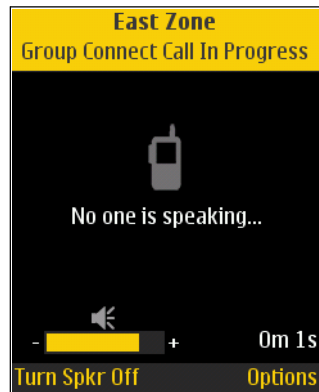 East Zone
Group Connect Call In Progress
No one is speaking...
- + 0m 1s
Turn Spkr Off Options